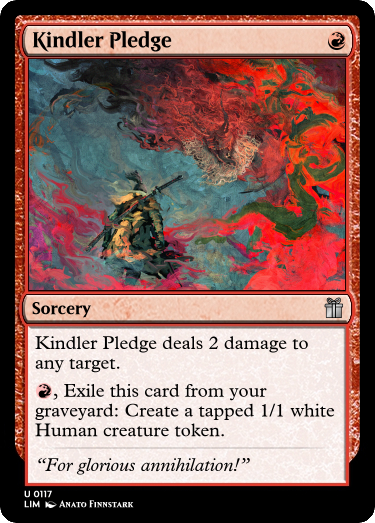 Kindler Pledge
Sorcery
Kindler Pledge deals 2 damage to
any target.
, Exile this card from your
graveyard: Create a tapped 1/1 white
Human creature token.
“For glorious annihilation!”
U 0117
LIM Anato Finnstark